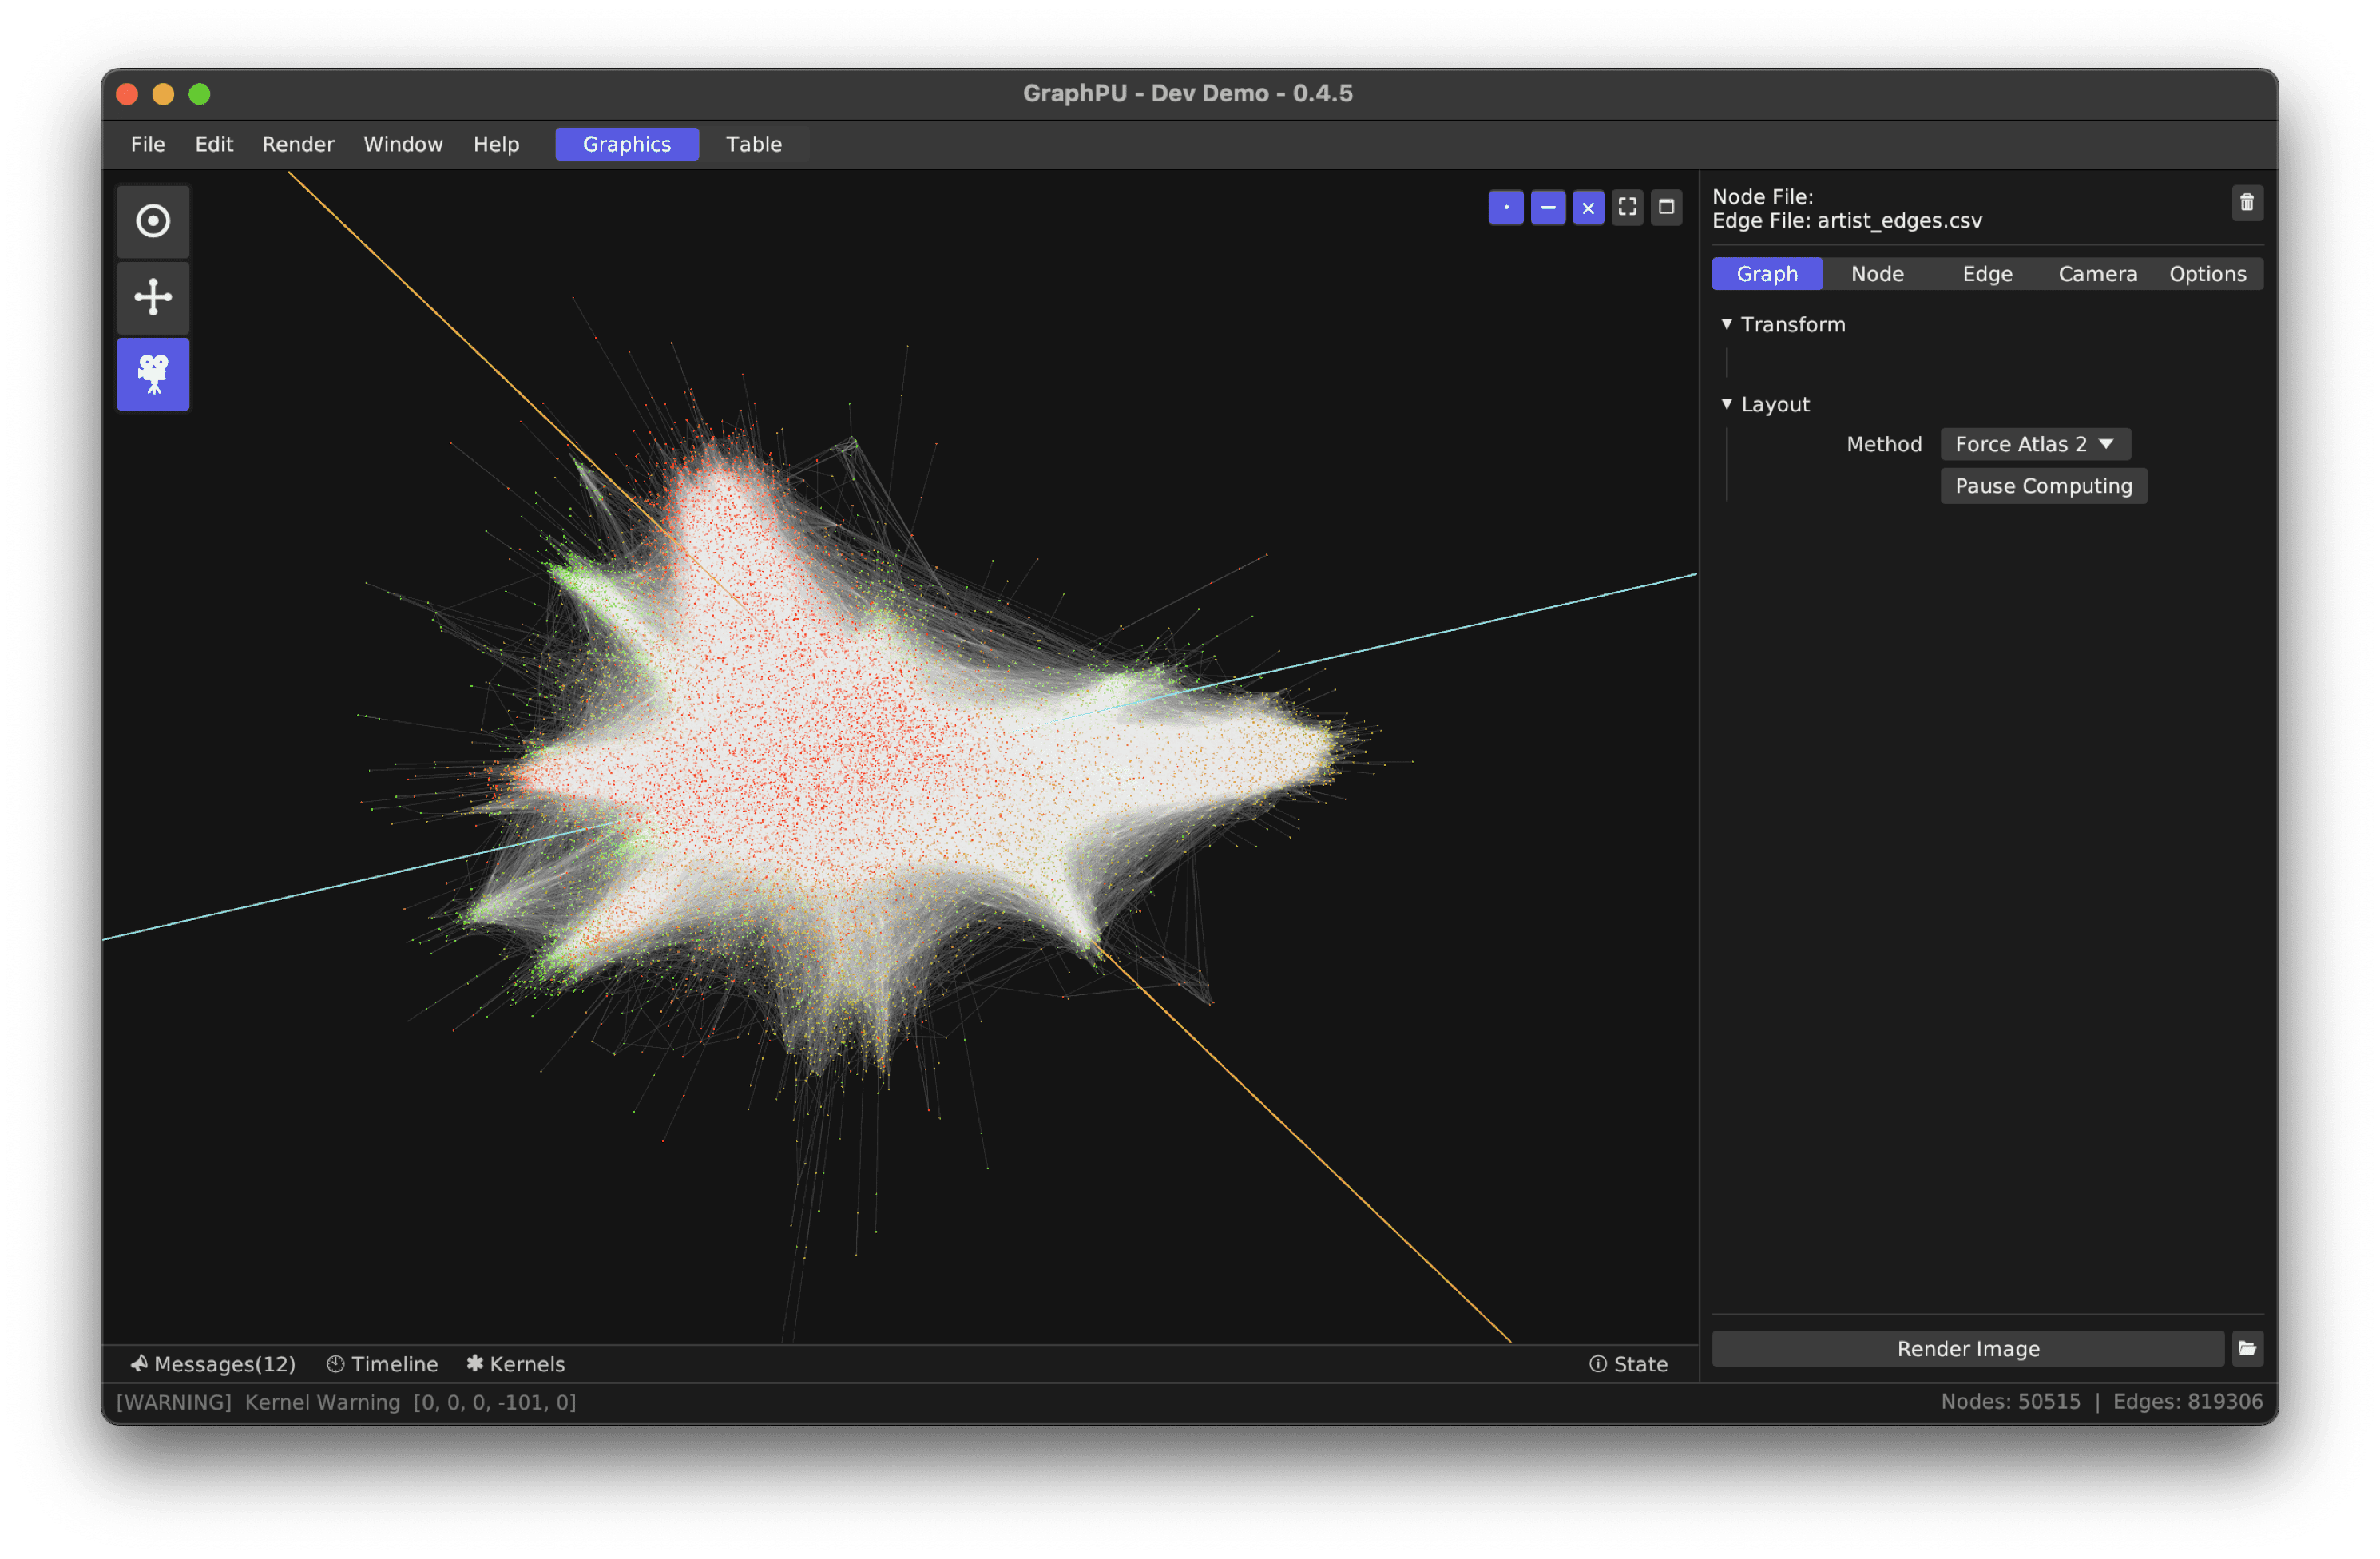 GraphPU - Dev Demo - 0.4.5
File Edit Render Window Help Graphics Table
Node File:
Edge File: artist_edges.csv
Graph Node Edge Camera Options
Transform
Layout
Method Force Atlas 2
Pause Computing
Render Image
Messages(12) Timeline Kernels State
[WARNING] Kernel Warning [0, 0, 0, -101, 0]
Nodes: 50515 | Edges: 819306